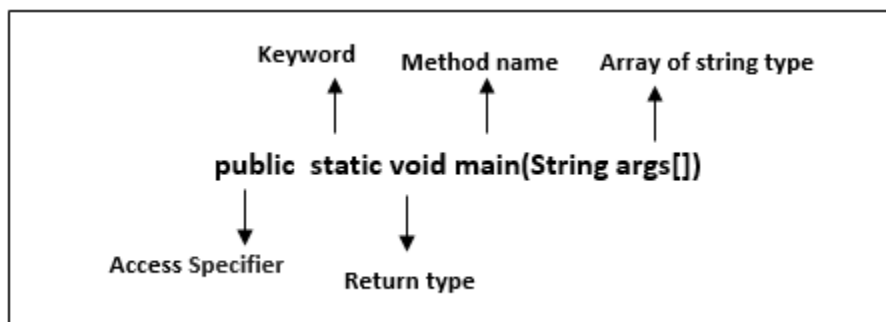 Keyword Method name Array of string type
public static void main(String args[])
Access Specifier
Return type